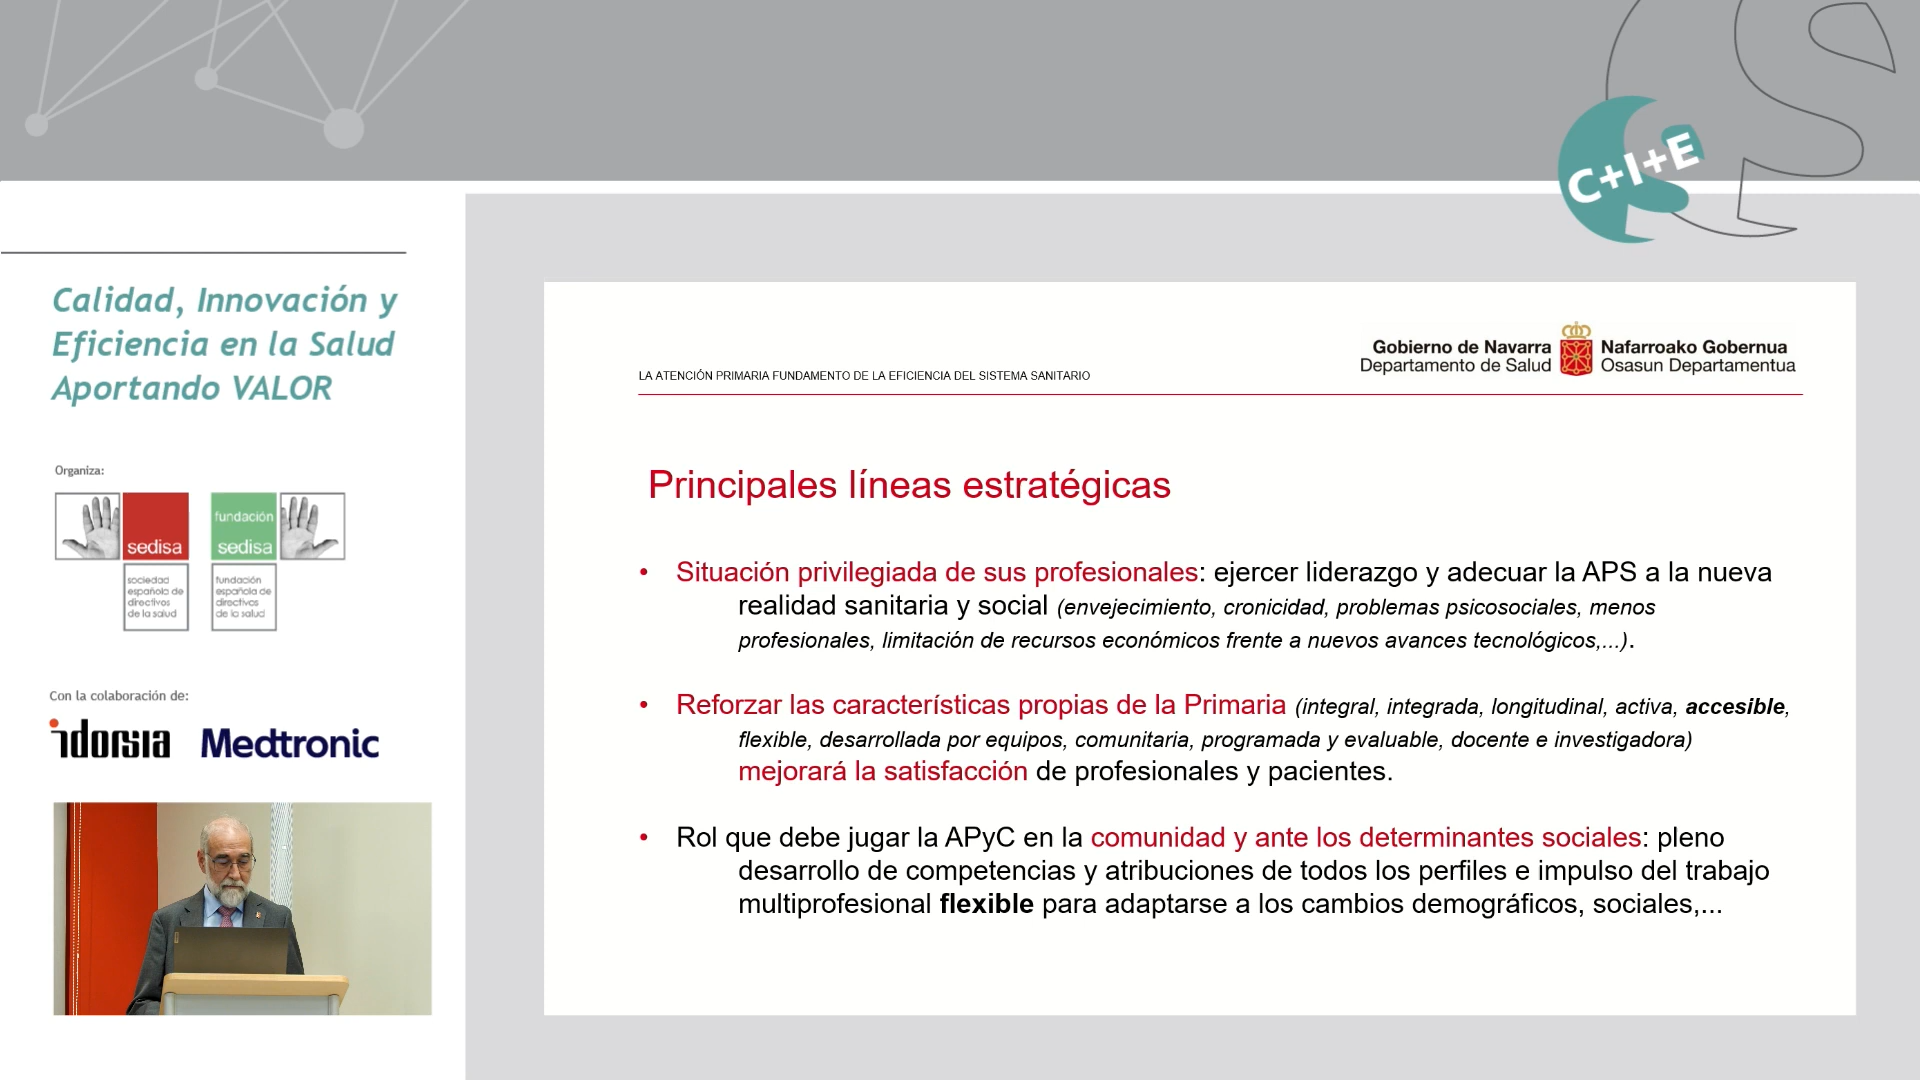 C+I+E
Calidad, Innovación y
Eficiencia en la Salud
Aportando VALOR
Organiza:
sedisa
sociedad
española de
directivos
de la salud
fundación
sedisa
fundación
española de
directivos
de la salud
Con la colaboración de:
idorsia
Medtronic
LA ATENCIÓN PRIMARIA FUNDAMENTO DE LA EFICIENCIA DEL SISTEMA SANITARIO
Gobierno de Navarra
Departamento de Salud
Nafarroako Gobernua
Osasun Departamentua
Principales líneas estratégicas
• Situación privilegiada de sus profesionales: ejercer liderazgo y adecuar la APS a la nueva
realidad sanitaria y social (envejecimiento, cronicidad, problemas psicosociales, menos
profesionales, limitación de recursos económicos frente a nuevos avances tecnológicos,...).
• Reforzar las características propias de la Primaria (integral, integrada, longitudinal, activa, accesible,
flexible, desarrollada por equipos, comunitaria, programada y evaluable, docente e investigadora)
mejorará la satisfacción de profesionales y pacientes.
• Rol que debe jugar la APyC en la comunidad y ante los determinantes sociales: pleno
desarrollo de competencias y atribuciones de todos los perfiles e impulso del trabajo
multiprofesional flexible para adaptarse a los cambios demográficos, sociales,...